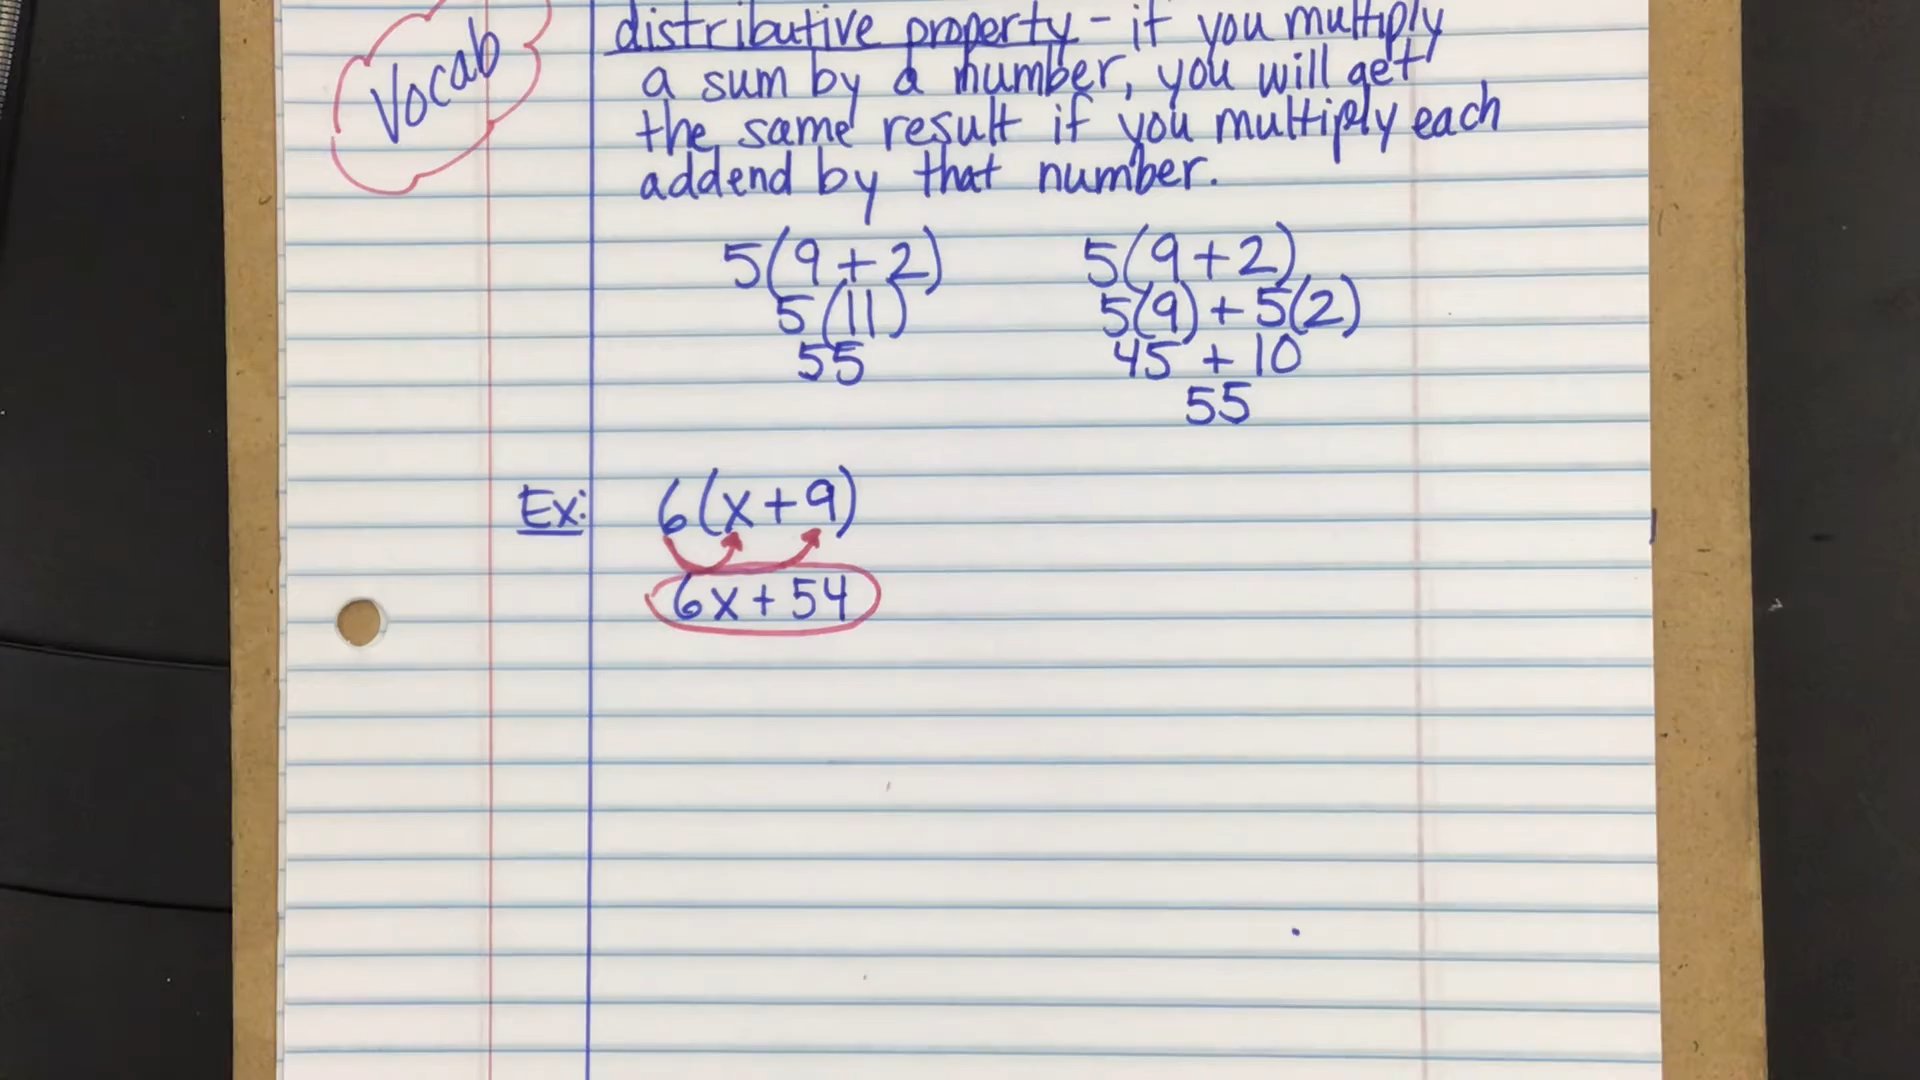 Vocab
distributive property - if you multiply
a sum by a number, you will get
the same result if you multiply each
addend by that number.
5(9+2)
5(11)
55
5(9+2)
5(9) + 5(2)
45 + 10
55
Ex: 6(x+9)
6x + 54